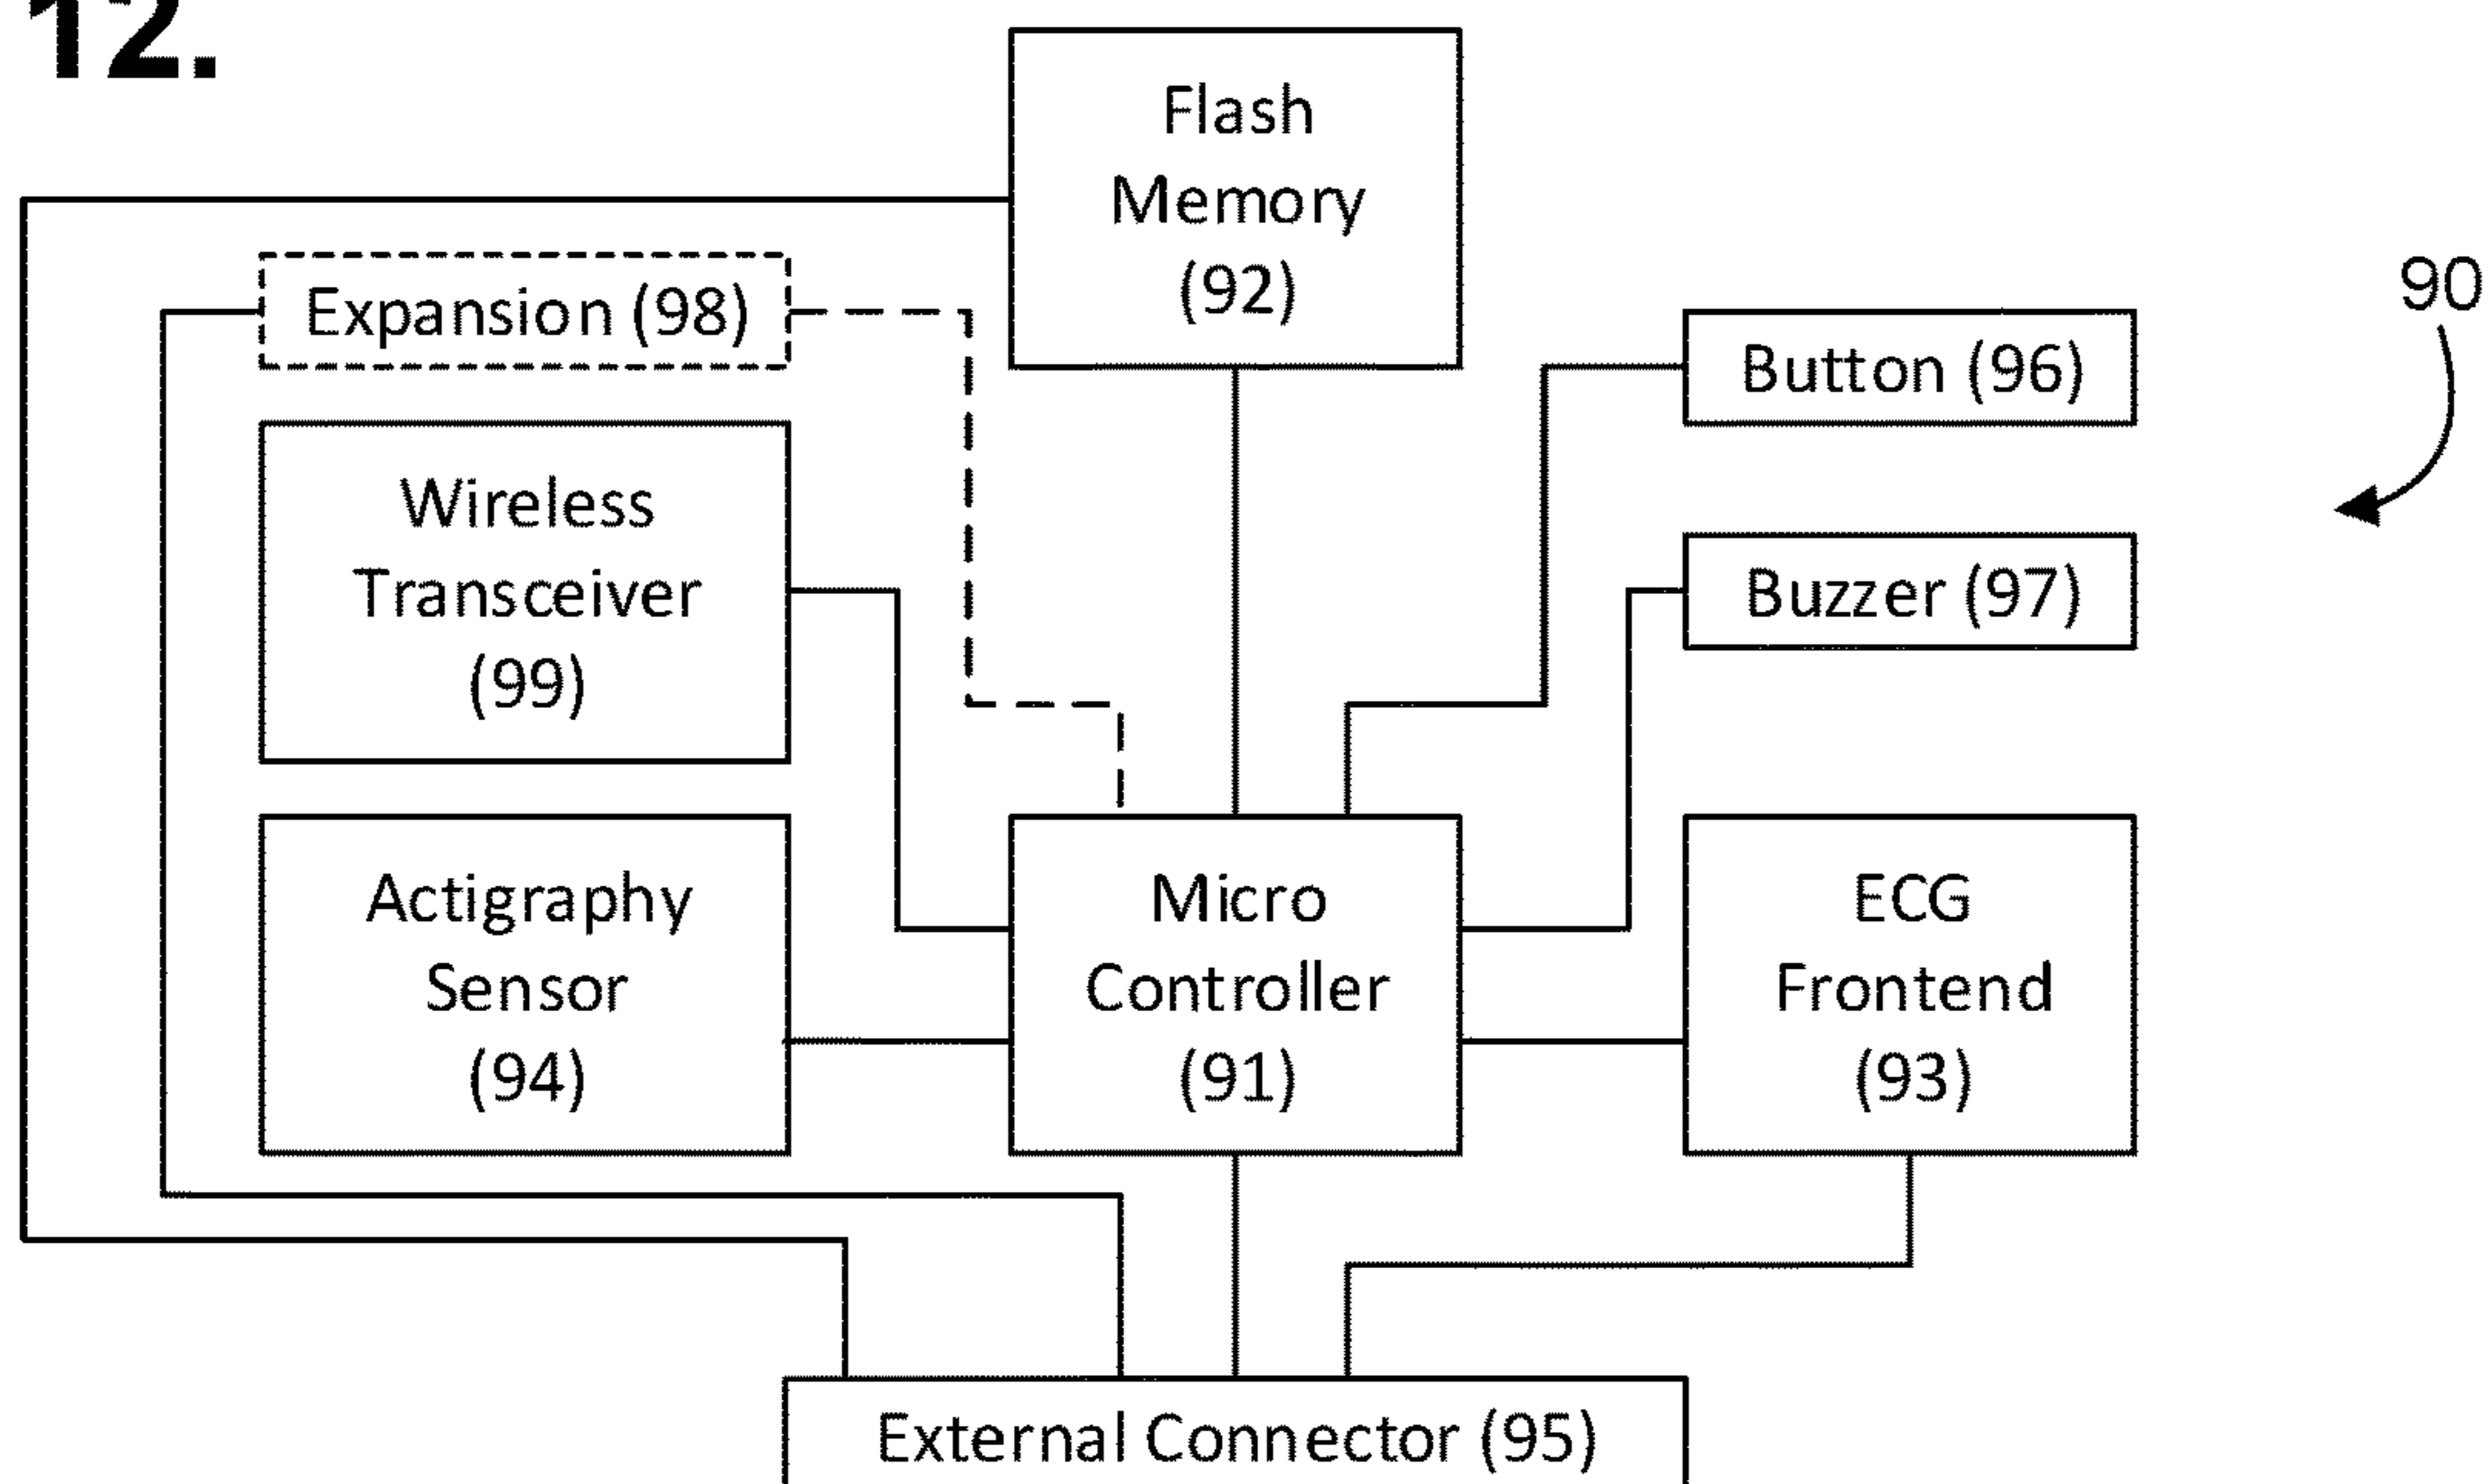 12.
Flash
Memory
(92)
Expansion (98)
90
Button (96)
Wireless
Transceiver
(99)
Buzzer (97)
Actigraphy
Sensor
(94)
Micro
Controller
(91)
ECG
Frontend
(93)
External Connector (95)